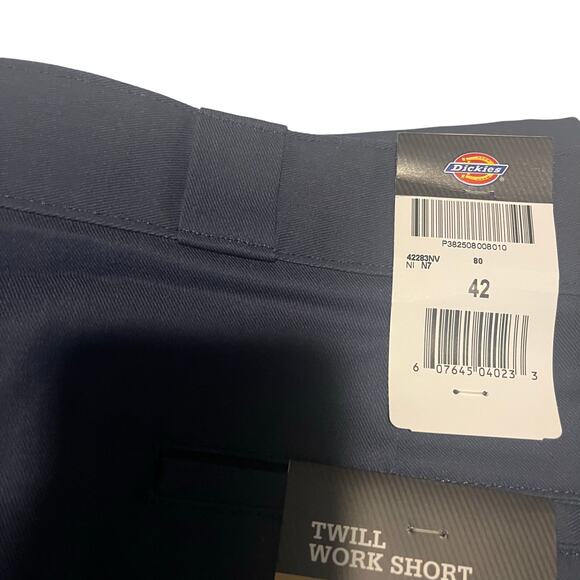 Dickies
P382508008010
42283NV 80
NI N7
42
6 07645 04023 3
TWILL
WORK SHORT